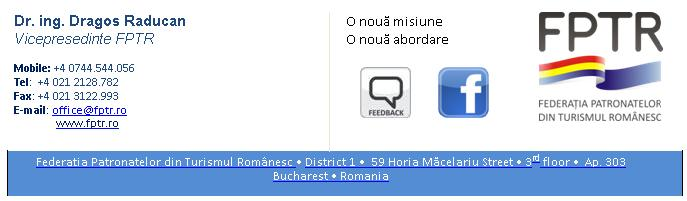 Dr. ing. Dragos Raducan
Vicepresedinte FPTR
Mobile: +4 0744.544.056
Tel: +4 021 2128.782
Fax: +4 021 3122.993
E-mail: office@fptr.ro
www.fptr.ro
O nouă misiune
O nouă abordare
FEEDBACK
f
FPTR
FEDERAȚIA PATRONATELOR
DIN TURISMUL ROMÂNESC
Federatia Patronatelor din Turismul Românesc • District 1 • 59 Horia Măcelariu Street • 3rd floor • Ap. 303
Bucharest • Romania